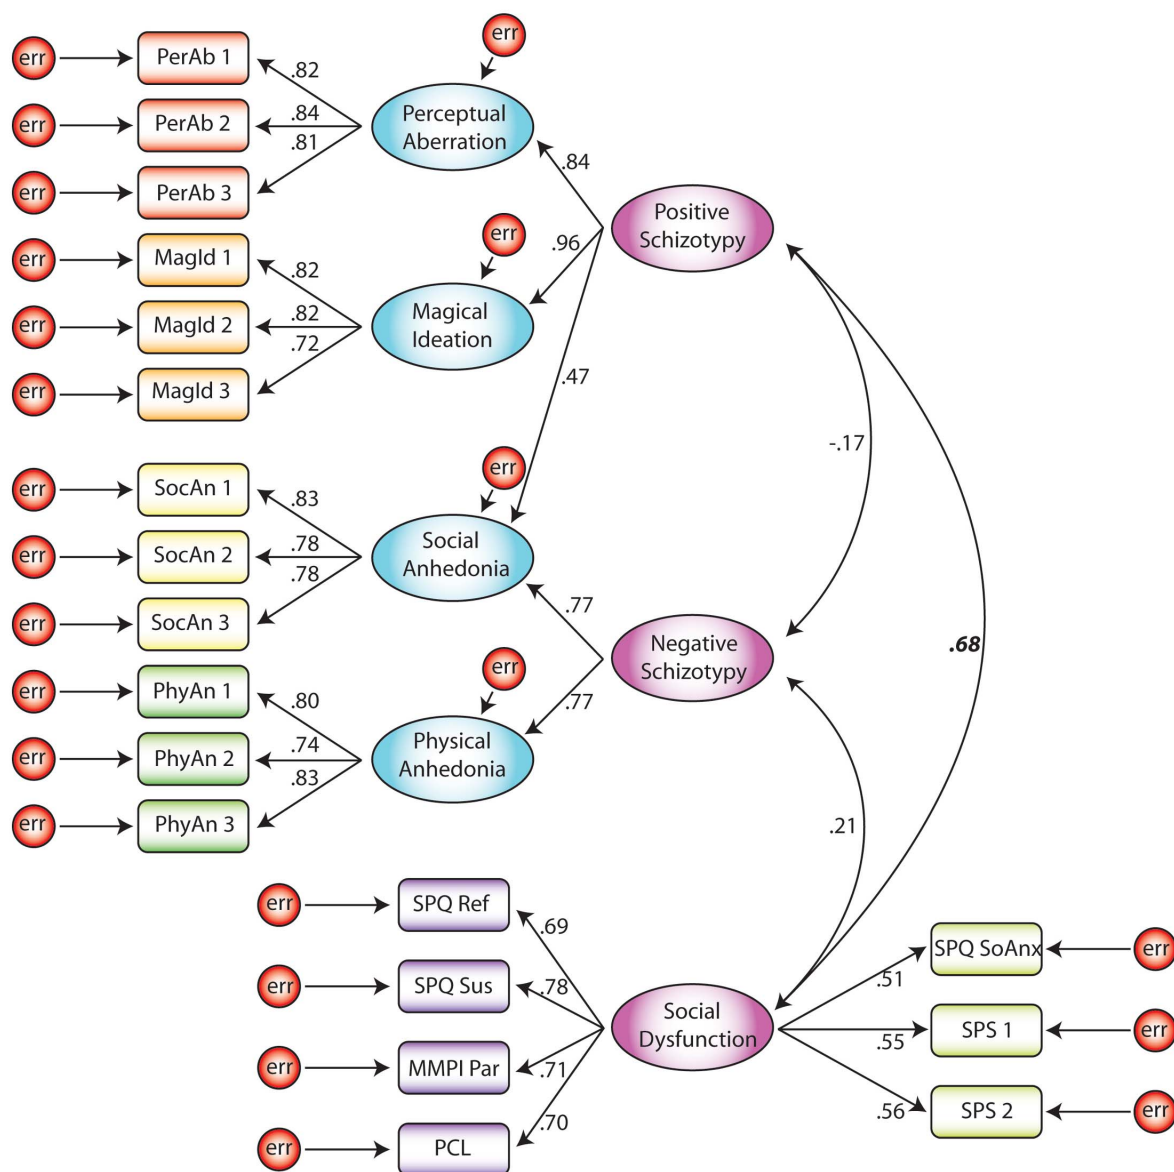 err
err
PerAb 1
.82
Perceptual
Aberration
err
PerAb 2
.84
.81
err
PerAb 3
.84
Positive
Schizotypy
err
.96
err
MagId 1
.82
Magical
Ideation
err
MagId 2
.82
.72
err
MagId 3
.47
-.17
err
err
SocAn 1
.83
Social
Anhedonia
err
SocAn 2
.78
.78
err
SocAn 3
.77
Negative
Schizotypy
.68
err
.77
err
PhyAn 1
.80
Physical
Anhedonia
err
PhyAn 2
.74
.83
err
PhyAn 3
.21
err
SPQ Ref
.69
err
SPQ Sus
.78
Social
Dysfunction
err
MMPI Par
.71
err
PCL
.70
.51
SPQ SoAnx
err
.55
SPS 1
err
.56
SPS 2
err